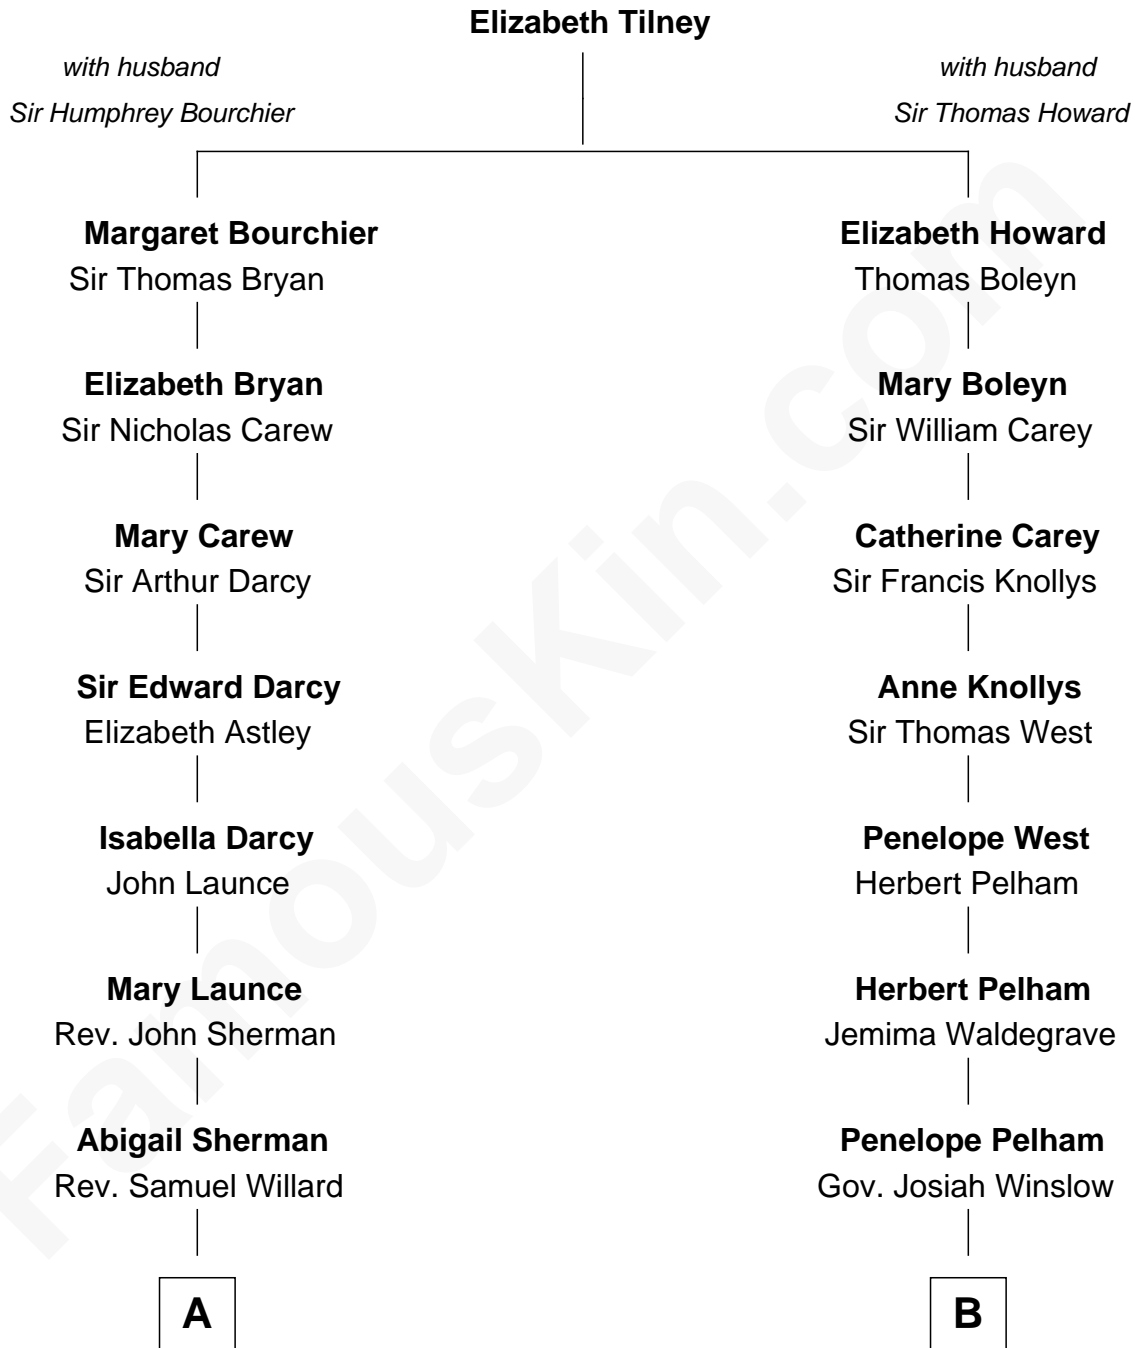 Elizabeth Tilney
with husband
Sir Humphrey Bourchier
with husband
Sir Thomas Howard
Margaret Bourchier
Sir Thomas Bryan
Elizabeth Howard
Thomas Boleyn
Elizabeth Bryan
Sir Nicholas Carew
Mary Boleyn
Sir William Carey
Mary Carew
Sir Arthur Darcy
Catherine Carey
Sir Francis Knollys
Sir Edward Darcy
Elizabeth Astley
Anne Knollys
Sir Thomas West
Isabella Darcy
John Launce
Penelope West
Herbert Pelham
Mary Launce
Rev. John Sherman
Herbert Pelham
Jemima Waldegrave
Abigail Sherman
Rev. Samuel Willard
Penelope Pelham
Gov. Josiah Winslow
A
B
FamousKin.com